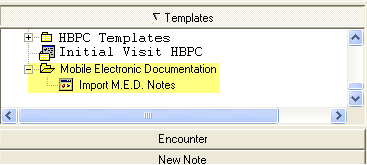 Templates
HBPC Templates
Initial Visit HBPC
Mobile Electronic Documentation
Import M.E.D. Notes
Encounter
New Note